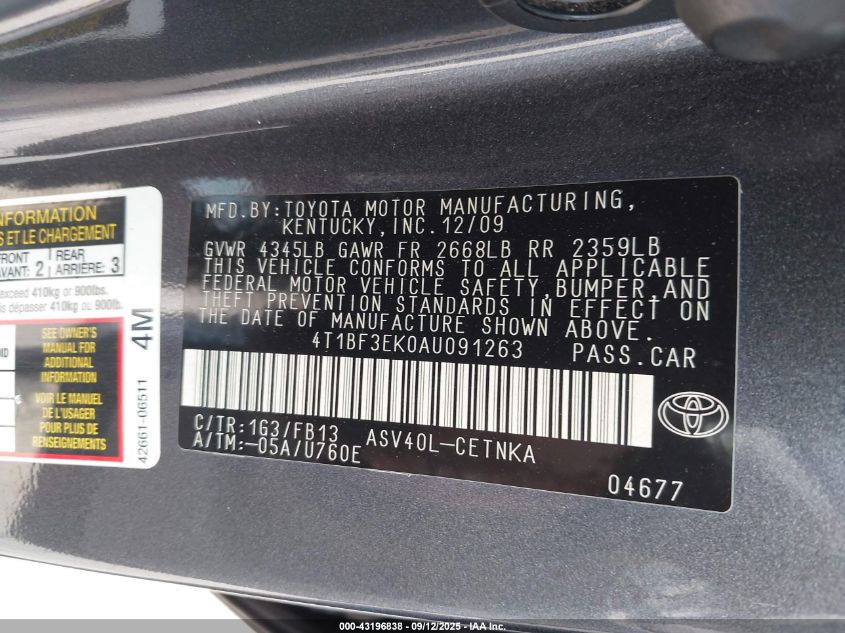 INFORMATION
S ET LE CHARGEMENT
FRONT
AVANT: 2
REAR
ARRIÈRE: 3
exceed 410kg or 900lbs.
is dépasser 410kg ou 900lb.
SEE OWNER'S
MANUAL FOR
ADDITIONAL
INFORMATION
VOIR LE MANUEL
DE L'USAGER
POUR PLUS DE
RENSEIGNEMENTS
4M
42661-06511
MFD.BY:TOYOTA MOTOR MANUFACTURING,
KENTUCKY,INC.12/09
GVWR 4345LB GAWR FR 2668LB RR 2359LB
THIS VEHICLE CONFORMS TO ALL APPLICABLE
FEDERAL MOTOR VEHICLE SAFETY,BUMPER,AND
THEFT PREVENTION STANDARDS IN EFFECT ON
THE DATE OF MANUFACTURE SHOWN ABOVE.
4T1BF3EK0AU091263 PASS.CAR
C/TR:1G3/FB13 ASV40L-CETNKA
A/TM:-05A/U760E
04677
000-43196838 - 09/12/2025 - IAA Inc.